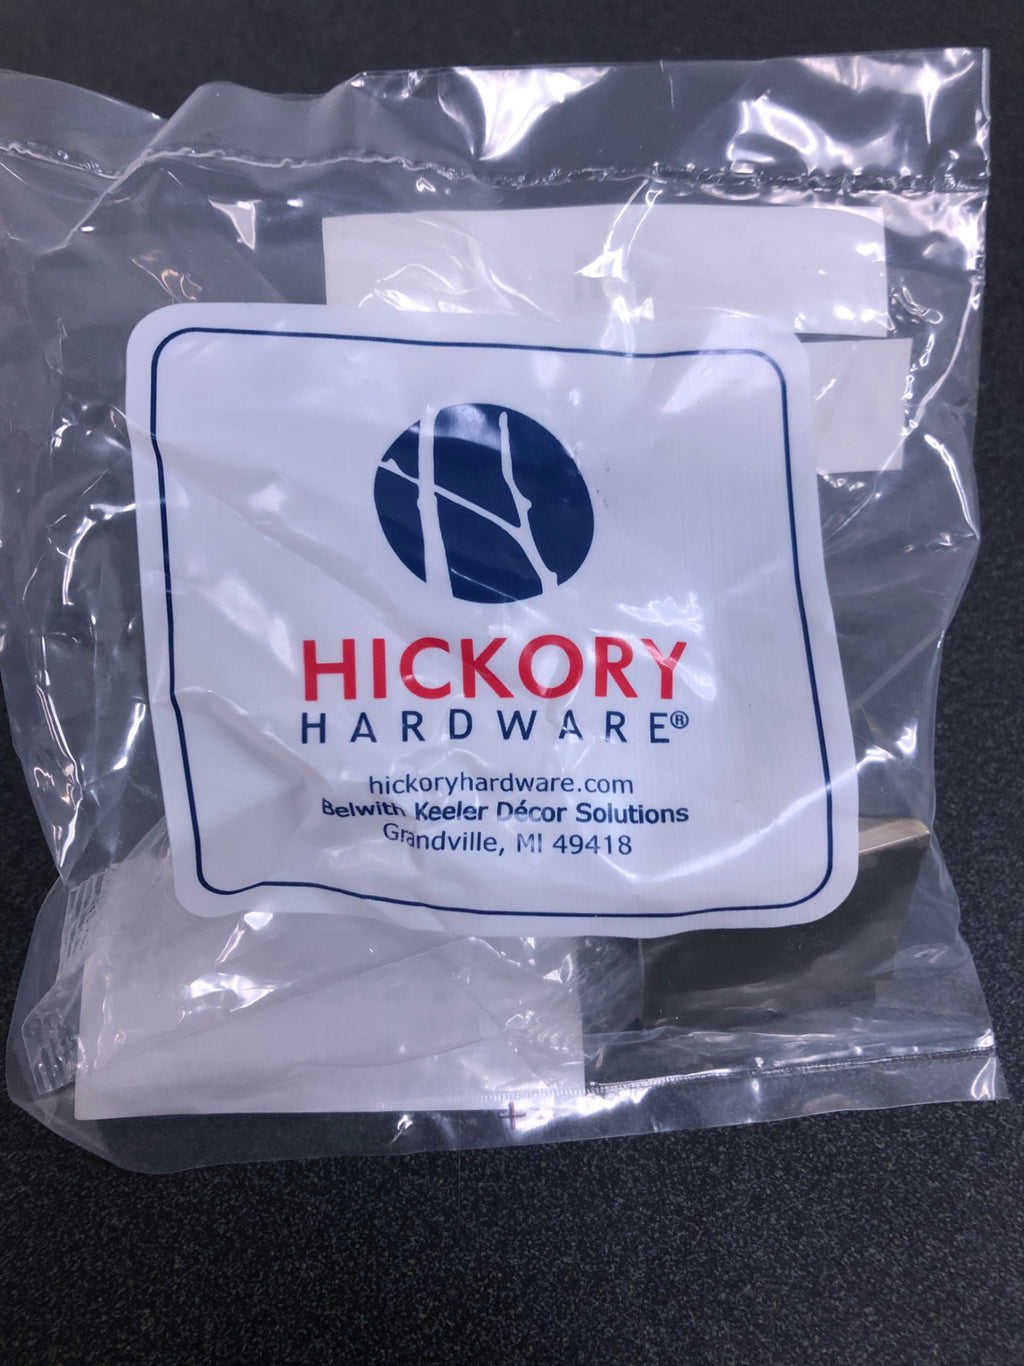 HICKORY
HARDWARE®
hickoryhardware.com
Belwith Keeler Décor Solutions
Grandville, MI 49418